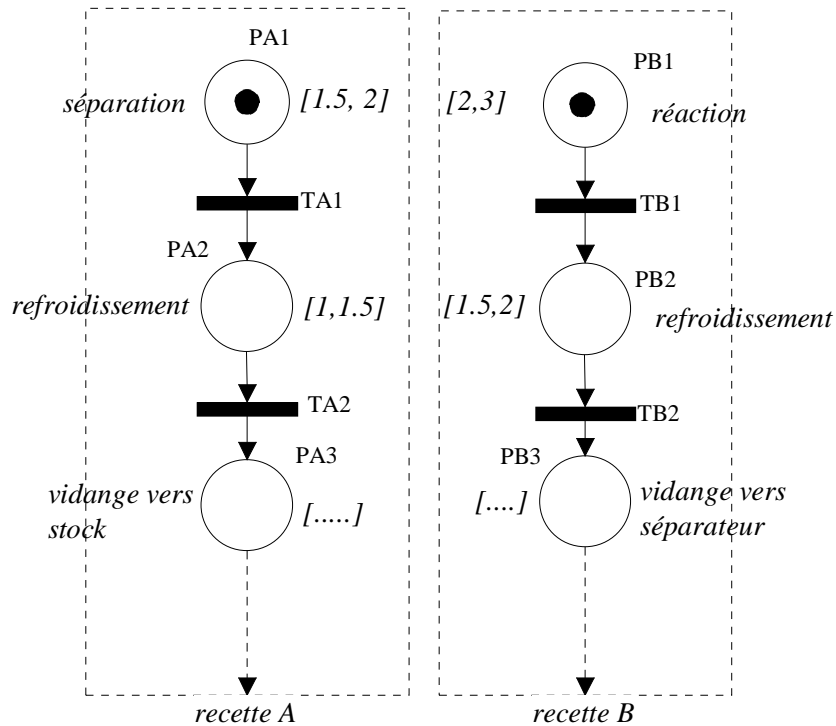 PA1
séparation
[1.5, 2]
TA1
PA2
refroidissement
[1,1.5]
TA2
PA3
vidange vers
stock
[.....]
recette A
PB1
[2,3]
réaction
TB1
PB2
[1.5,2]
refroidissement
TB2
PB3
[....]
vidange vers
séparateur
recette B